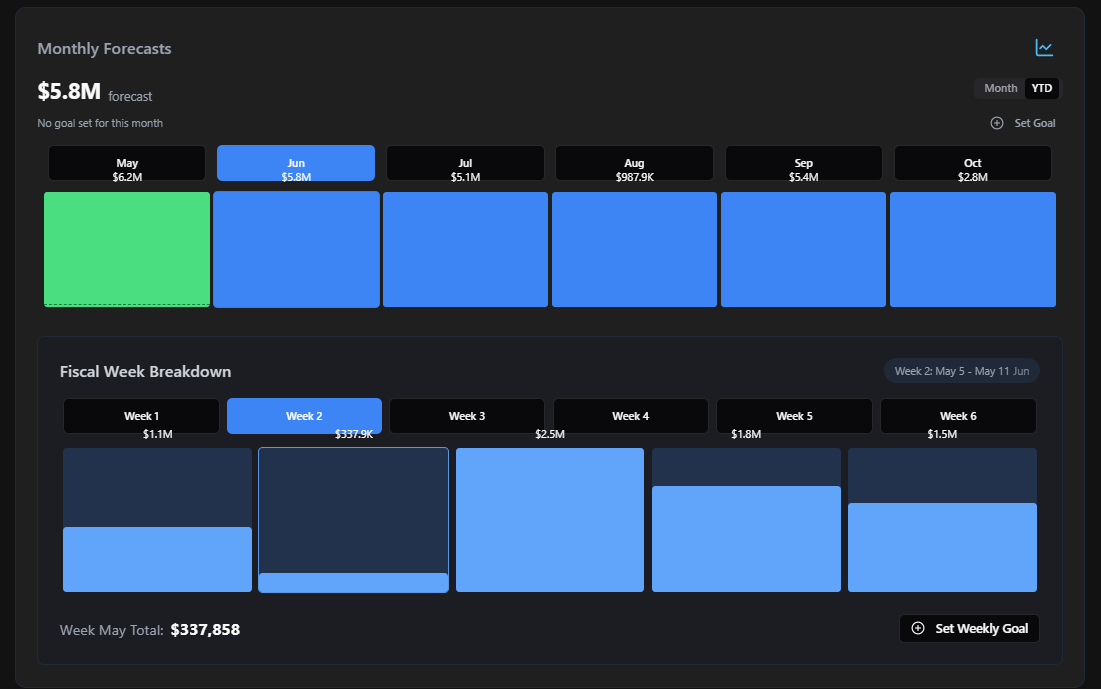 Monthly Forecasts
$5.8M forecast
Month YTD
No goal set for this month
Set Goal
May Jun Jul Aug Sep Oct
$6.2M $5.8M $5.1M $987.9K $5.4M $2.8M
Fiscal Week Breakdown
Week 2: May 5 - May 11 Jun
Week 1 Week 2 Week 3 Week 4 Week 5 Week 6
$1.1M $337.9K $2.5M $1.8M $1.5M
Week May Total: $337,858
Set Weekly Goal